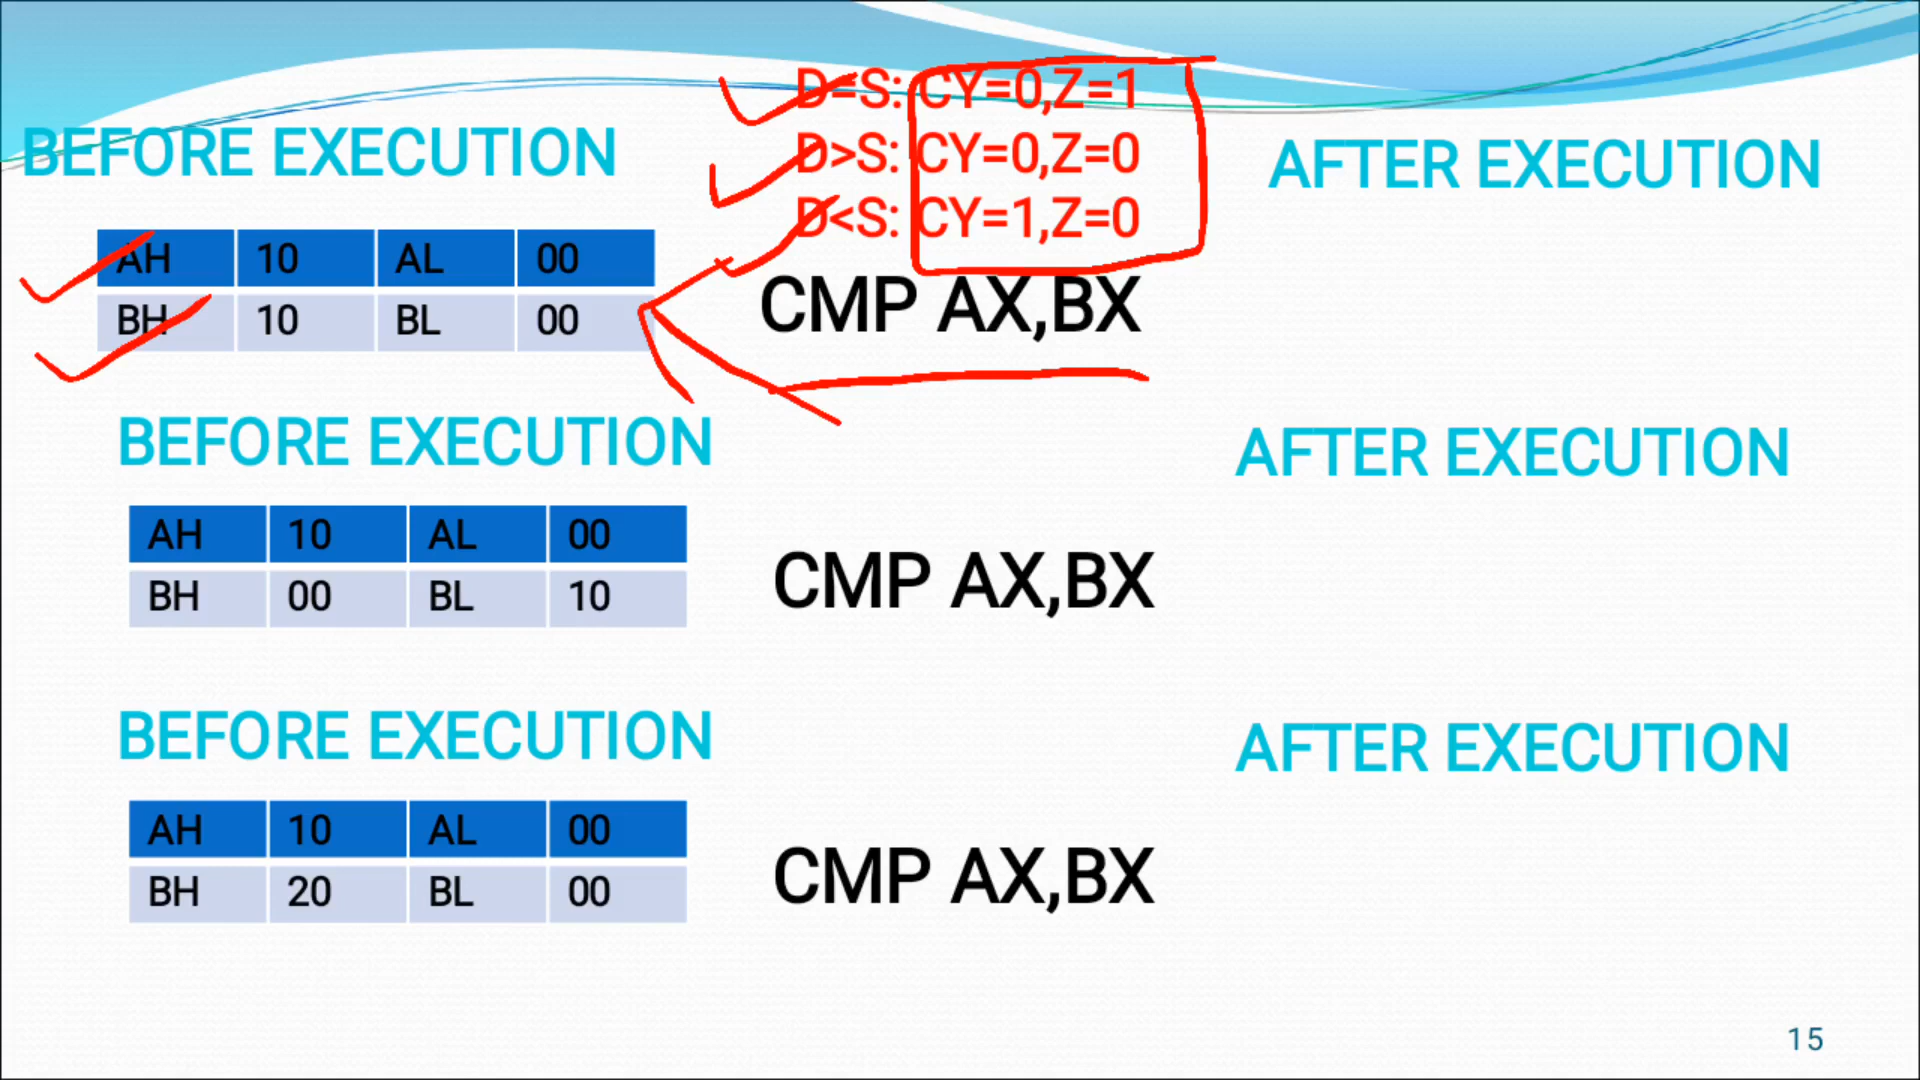 D=S: CY=0,Z=1
D>S: CY=0,Z=0
D<S: CY=1,Z=0
BEFORE EXECUTION
AFTER EXECUTION
AH 10 AL 00
BH 10 BL 00
CMP AX,BX
BEFORE EXECUTION
AFTER EXECUTION
AH 10 AL 00
BH 00 BL 10
CMP AX,BX
BEFORE EXECUTION
AFTER EXECUTION
AH 10 AL 00
BH 20 BL 00
CMP AX,BX
15